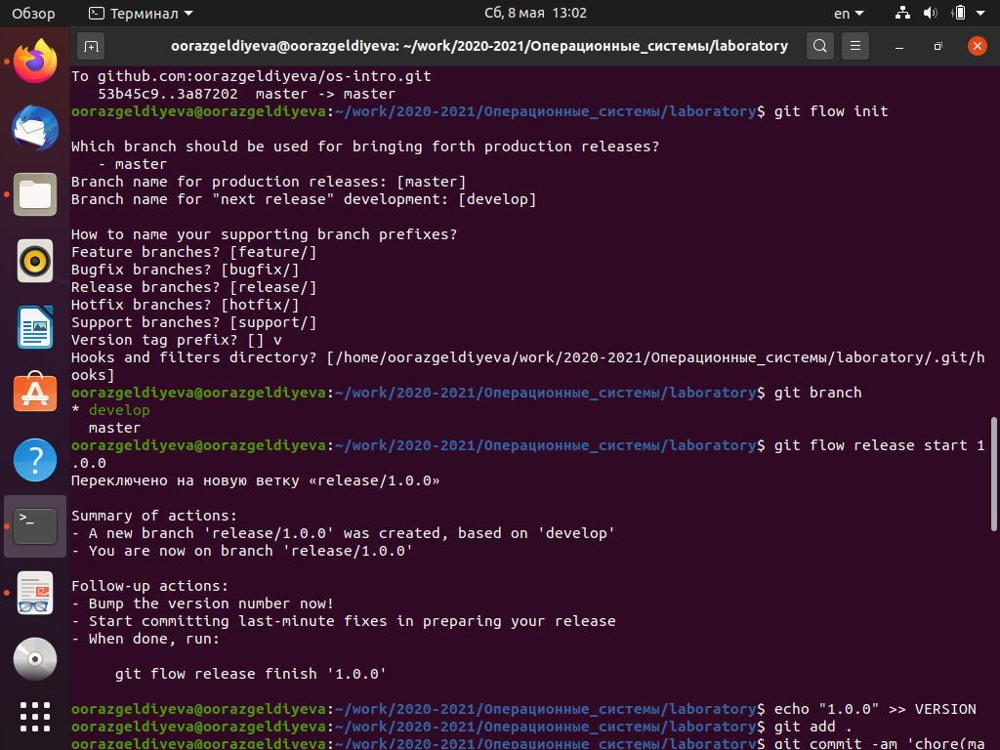 Обзор
Терминал
Сб, 8 мая 13:02
en
oorazgeldiyeva@oorazgeldiyeva: ~/work/2020-2021/Операционные_системы/laboratory
To github.com:oorazgeldiyeva/os-intro.git
   53b45c9..3a87202  master -> master
oorazgeldiyeva@oorazgeldiyeva:~/work/2020-2021/Операционные_системы/laboratory$ git flow init
Which branch should be used for bringing forth production releases?
   - master
Branch name for production releases: [master]
Branch name for "next release" development: [develop]
How to name your supporting branch prefixes?
Feature branches? [feature/]
Bugfix branches? [bugfix/]
Release branches? [release/]
Hotfix branches? [hotfix/]
Support branches? [support/]
Version tag prefix? [] v
Hooks and filters directory? [/home/oorazgeldiyeva/work/2020-2021/Операционные_системы/laboratory/.git/h
ooks]
oorazgeldiyeva@oorazgeldiyeva:~/work/2020-2021/Операционные_системы/laboratory$ git branch
* develop
  master
oorazgeldiyeva@oorazgeldiyeva:~/work/2020-2021/Операционные_системы/laboratory$ git flow release start 1
.0.0
Переключено на новую ветку «release/1.0.0»
Summary of actions:
- A new branch 'release/1.0.0' was created, based on 'develop'
- You are now on branch 'release/1.0.0'
Follow-up actions:
- Bump the version number now!
- Start committing last-minute fixes in preparing your release
- When done, run:
     git flow release finish '1.0.0'
oorazgeldiyeva@oorazgeldiyeva:~/work/2020-2021/Операционные_системы/laboratory$ echo "1.0.0" >> VERSION
oorazgeldiyeva@oorazgeldiyeva:~/work/2020-2021/Операционные_системы/laboratory$ git add .
oorazgeldiyeva@oorazgeldiyeva:~/work/2020-2021/Операционные_системы/laboratory$ git commit -am 'chore(ma